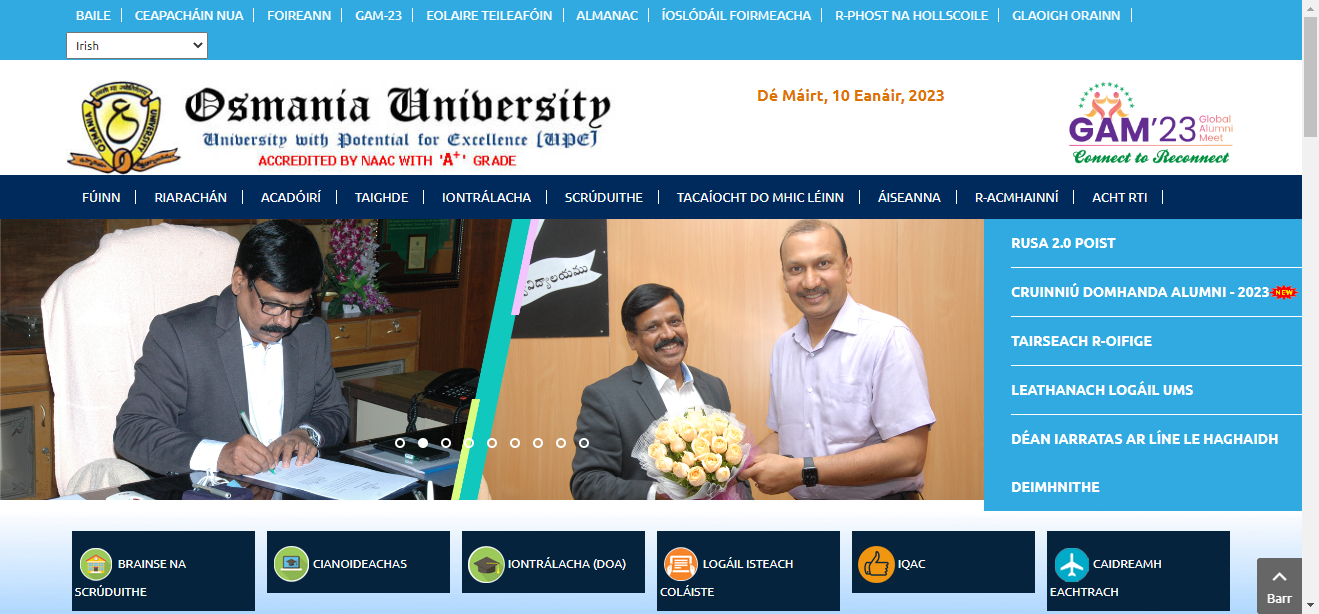 BAILE
CEAPACHÁIN NUA
FOIREANN
GAM-23
EOLAIRE TEILEAFÓIN
ALMANAC
ÍOSLÓDÁIL FOIRMEACHA
R-PHOST NA HOLLSCOILE
GLAOIGH ORAINN
Irish
Osmania University
University with Potential for Excellence [UPE]
ACCREDITED BY NAAC WITH 'A+' GRADE
Dé Máirt, 10 Eanáir, 2023
GAM'23 Global Alumni Meet
Connect to Reconnect
FÚINN
RIARACHÁN
ACADÓIRÍ
TAIGHDE
IONTRÁLACHA
SCRÚDUITHE
TACAÍOCHT DO MHIC LÉINN
ÁISEANNA
R-ACMHAINNÍ
ACHT RTI
RUSA 2.0 POIST
CRUINNIÚ DOMHANDA ALUMNI - 2023 NEW
TAIRSEACH R-OIFIGE
LEATHANACH LOGÁIL UMS
DÉAN IARRATAS AR LÍNE LE HAGHAIDH
DEIMHNITHE
BRAINSE NA
SCRÚDUITHE
CIANOIDEACHAS
IONTRÁLACHA (DOA)
LOGÁIL ISTEACH
COLÁISTE
IQAC
CAIDREAMH
EACHTRACH
Barr